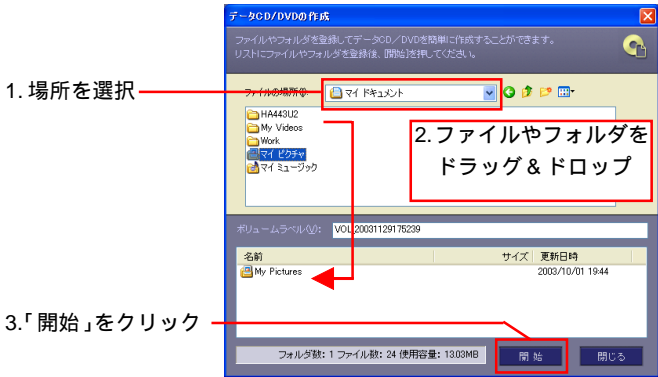 データCD/DVDの作成
ファイルやフォルダを登録してデータCD/DVDを簡単に作成することができます。
リストにファイルやフォルダを登録後、[開始]を押してください。
1. 場所を選択
ファイルの場所(I):
マイ ドキュメント
HA443U2
My Videos
Work
マイ ピクチャ
マイ ミュージック
2.ファイルやフォルダを
ドラッグ＆ドロップ
ボリュームラベル(V): VOL_20031129175239
名前 サイズ 更新日時
My Pictures 2003/10/01 19:44
3.「開始」をクリック
フォルダ数: 1 ファイル数: 24 (使用容量: 13.03MB
開 始
閉じる